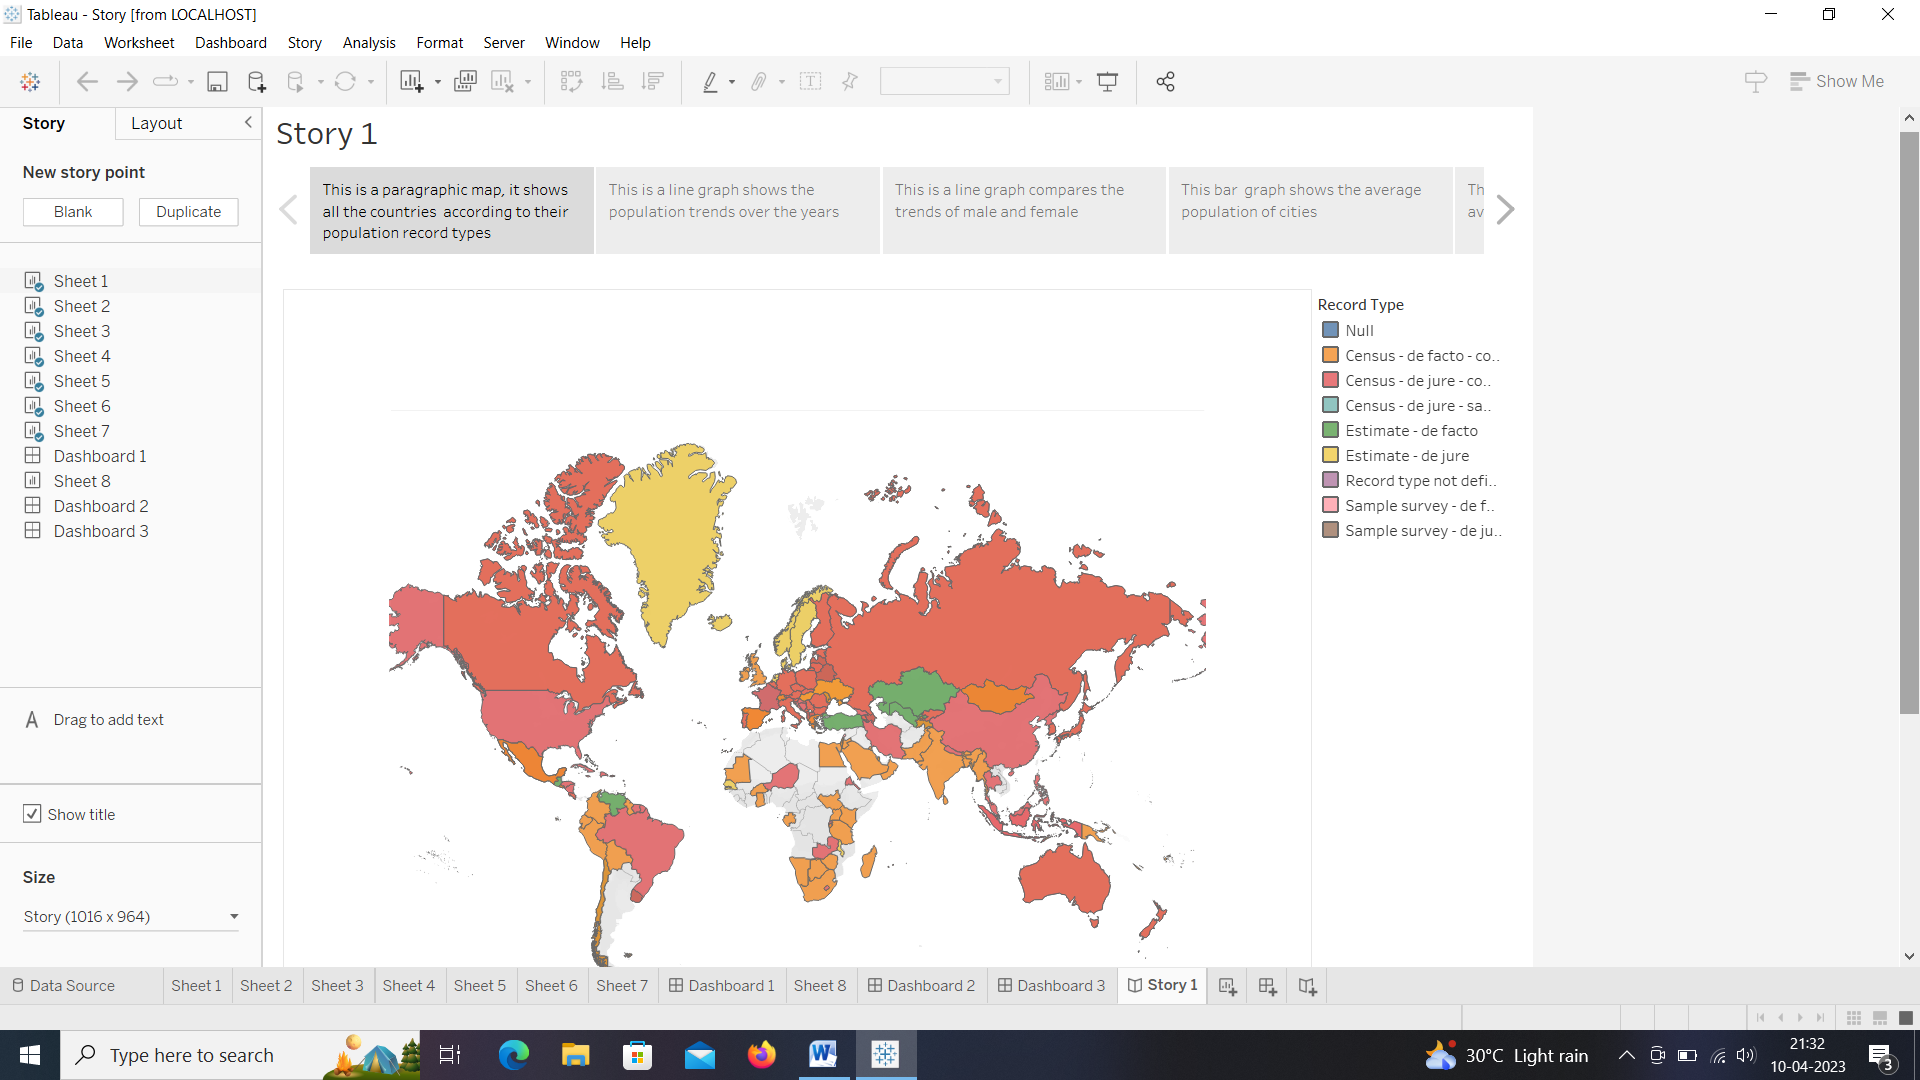 Tableau - Story [from LOCALHOST]
File Data Worksheet Dashboard Story Analysis Format Server Window Help
Show Me
Story Layout
New story point
Blank Duplicate
Sheet 1
Sheet 2
Sheet 3
Sheet 4
Sheet 5
Sheet 6
Sheet 7
Dashboard 1
Sheet 8
Dashboard 2
Dashboard 3
A Drag to add text
Show title
Size
Story (1016 x 964)
Story 1
This is a paragraphic map, it shows
all the countries according to their
population record types
This is a line graph shows the
population trends over the years
This is a line graph compares the
trends of male and female
This bar graph shows the average
population of cities
Th
av
Record Type
Null
Census - de facto - co..
Census - de jure - co..
Census - de jure - sa..
Estimate - de facto
Estimate - de jure
Record type not defi..
Sample survey - de f..
Sample survey - de ju..
Data Source Sheet 1 Sheet 2 Sheet 3 Sheet 4 Sheet 5 Sheet 6 Sheet 7 Dashboard 1 Sheet 8 Dashboard 2 Dashboard 3 Story 1
Type here to search
30°C Light rain
21:32
10-04-2023
3